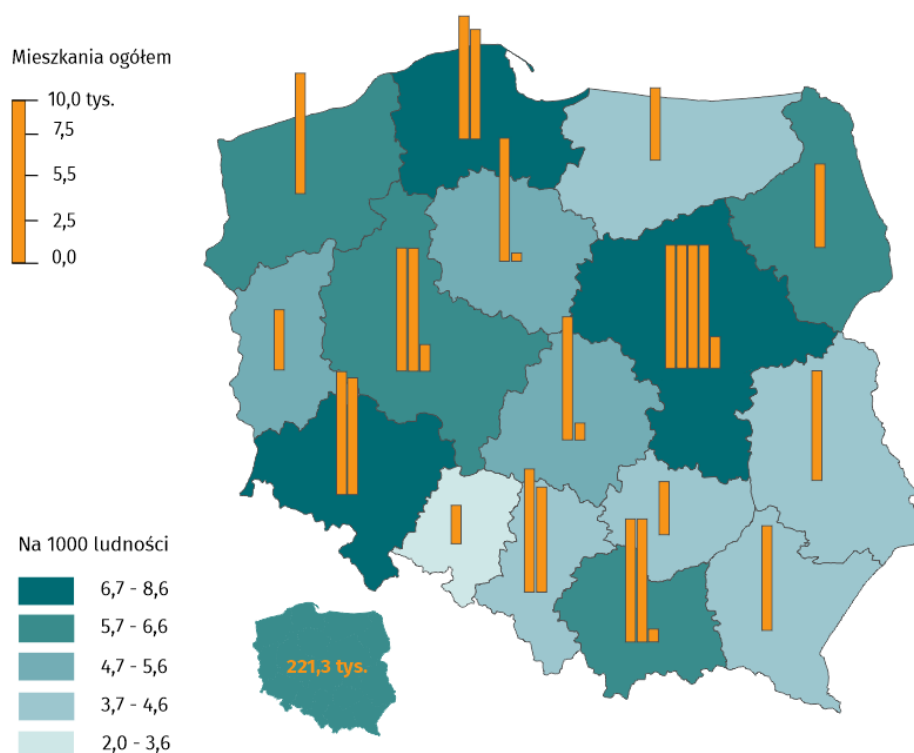 Mieszkania ogółem
10,0 tys.
7,5
5,5
2,5
0,0
Na 1000 ludności
6,7 - 8,6
5,7 - 6,6
4,7 - 5,6
3,7 - 4,6
2,0 - 3,6
221,3 tys.